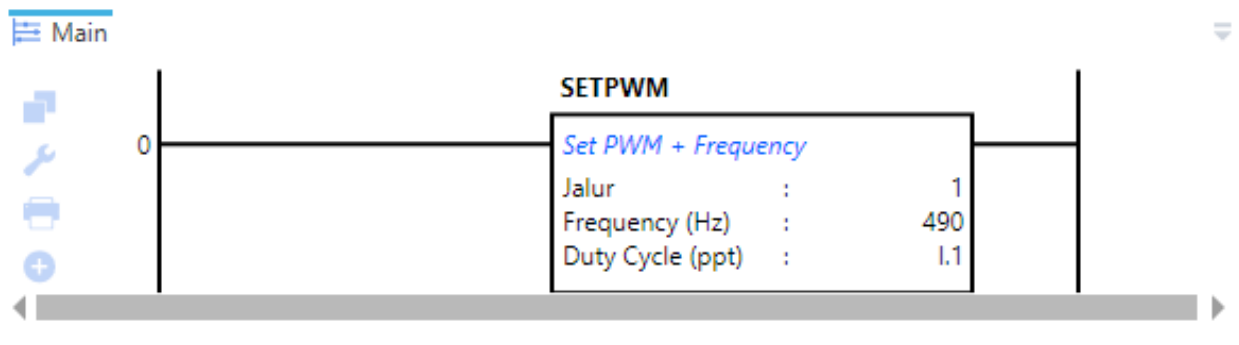 Main
SETPWM
0
Set PWM + Frequency
Jalur : 1
Frequency (Hz) : 490
Duty Cycle (ppt) : I.1